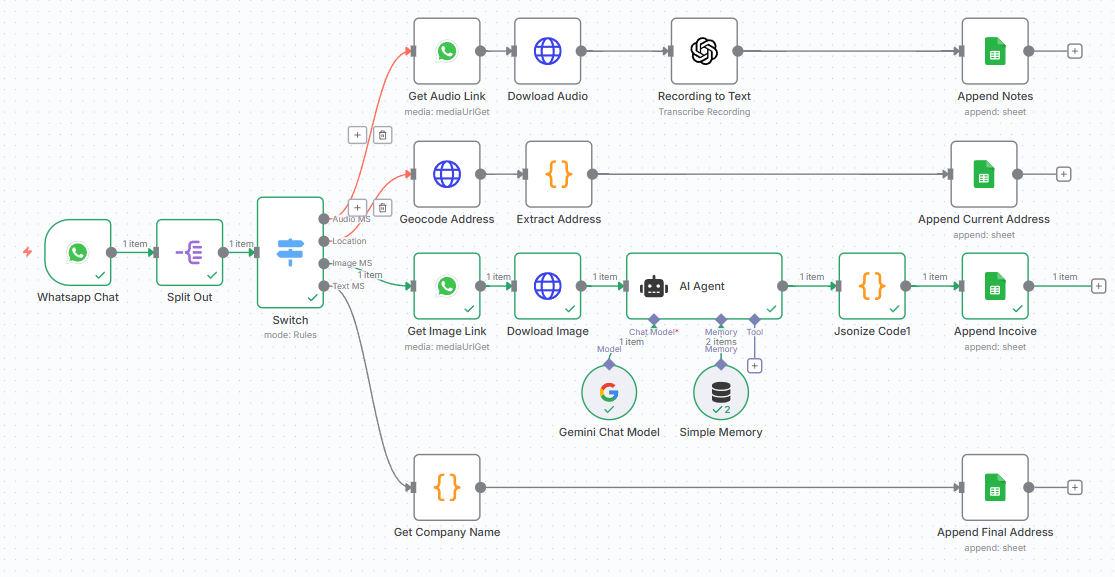 Get Audio Link
media: mediaUrlGet
Dowload Audio
Recording to Text
Transcribe Recording
Append Notes
append: sheet
Geocode Address
Extract Address
Append Current Address
append: sheet
Whatsapp Chat
1 item
Split Out
1 item
Audio MS
Location
Image MS
Text MS
Switch
mode: Rules
1 item
Get Image Link
media: mediaUrlGet
1 item
Dowload Image
1 item
AI Agent
Chat Model*
Memory
Tool
1 item
2 items
Model
Memory
Gemini Chat Model
2
Simple Memory
1 item
Jsonize Code1
1 item
Append Incoive
append: sheet
1 item
Get Company Name
Append Final Address
append: sheet